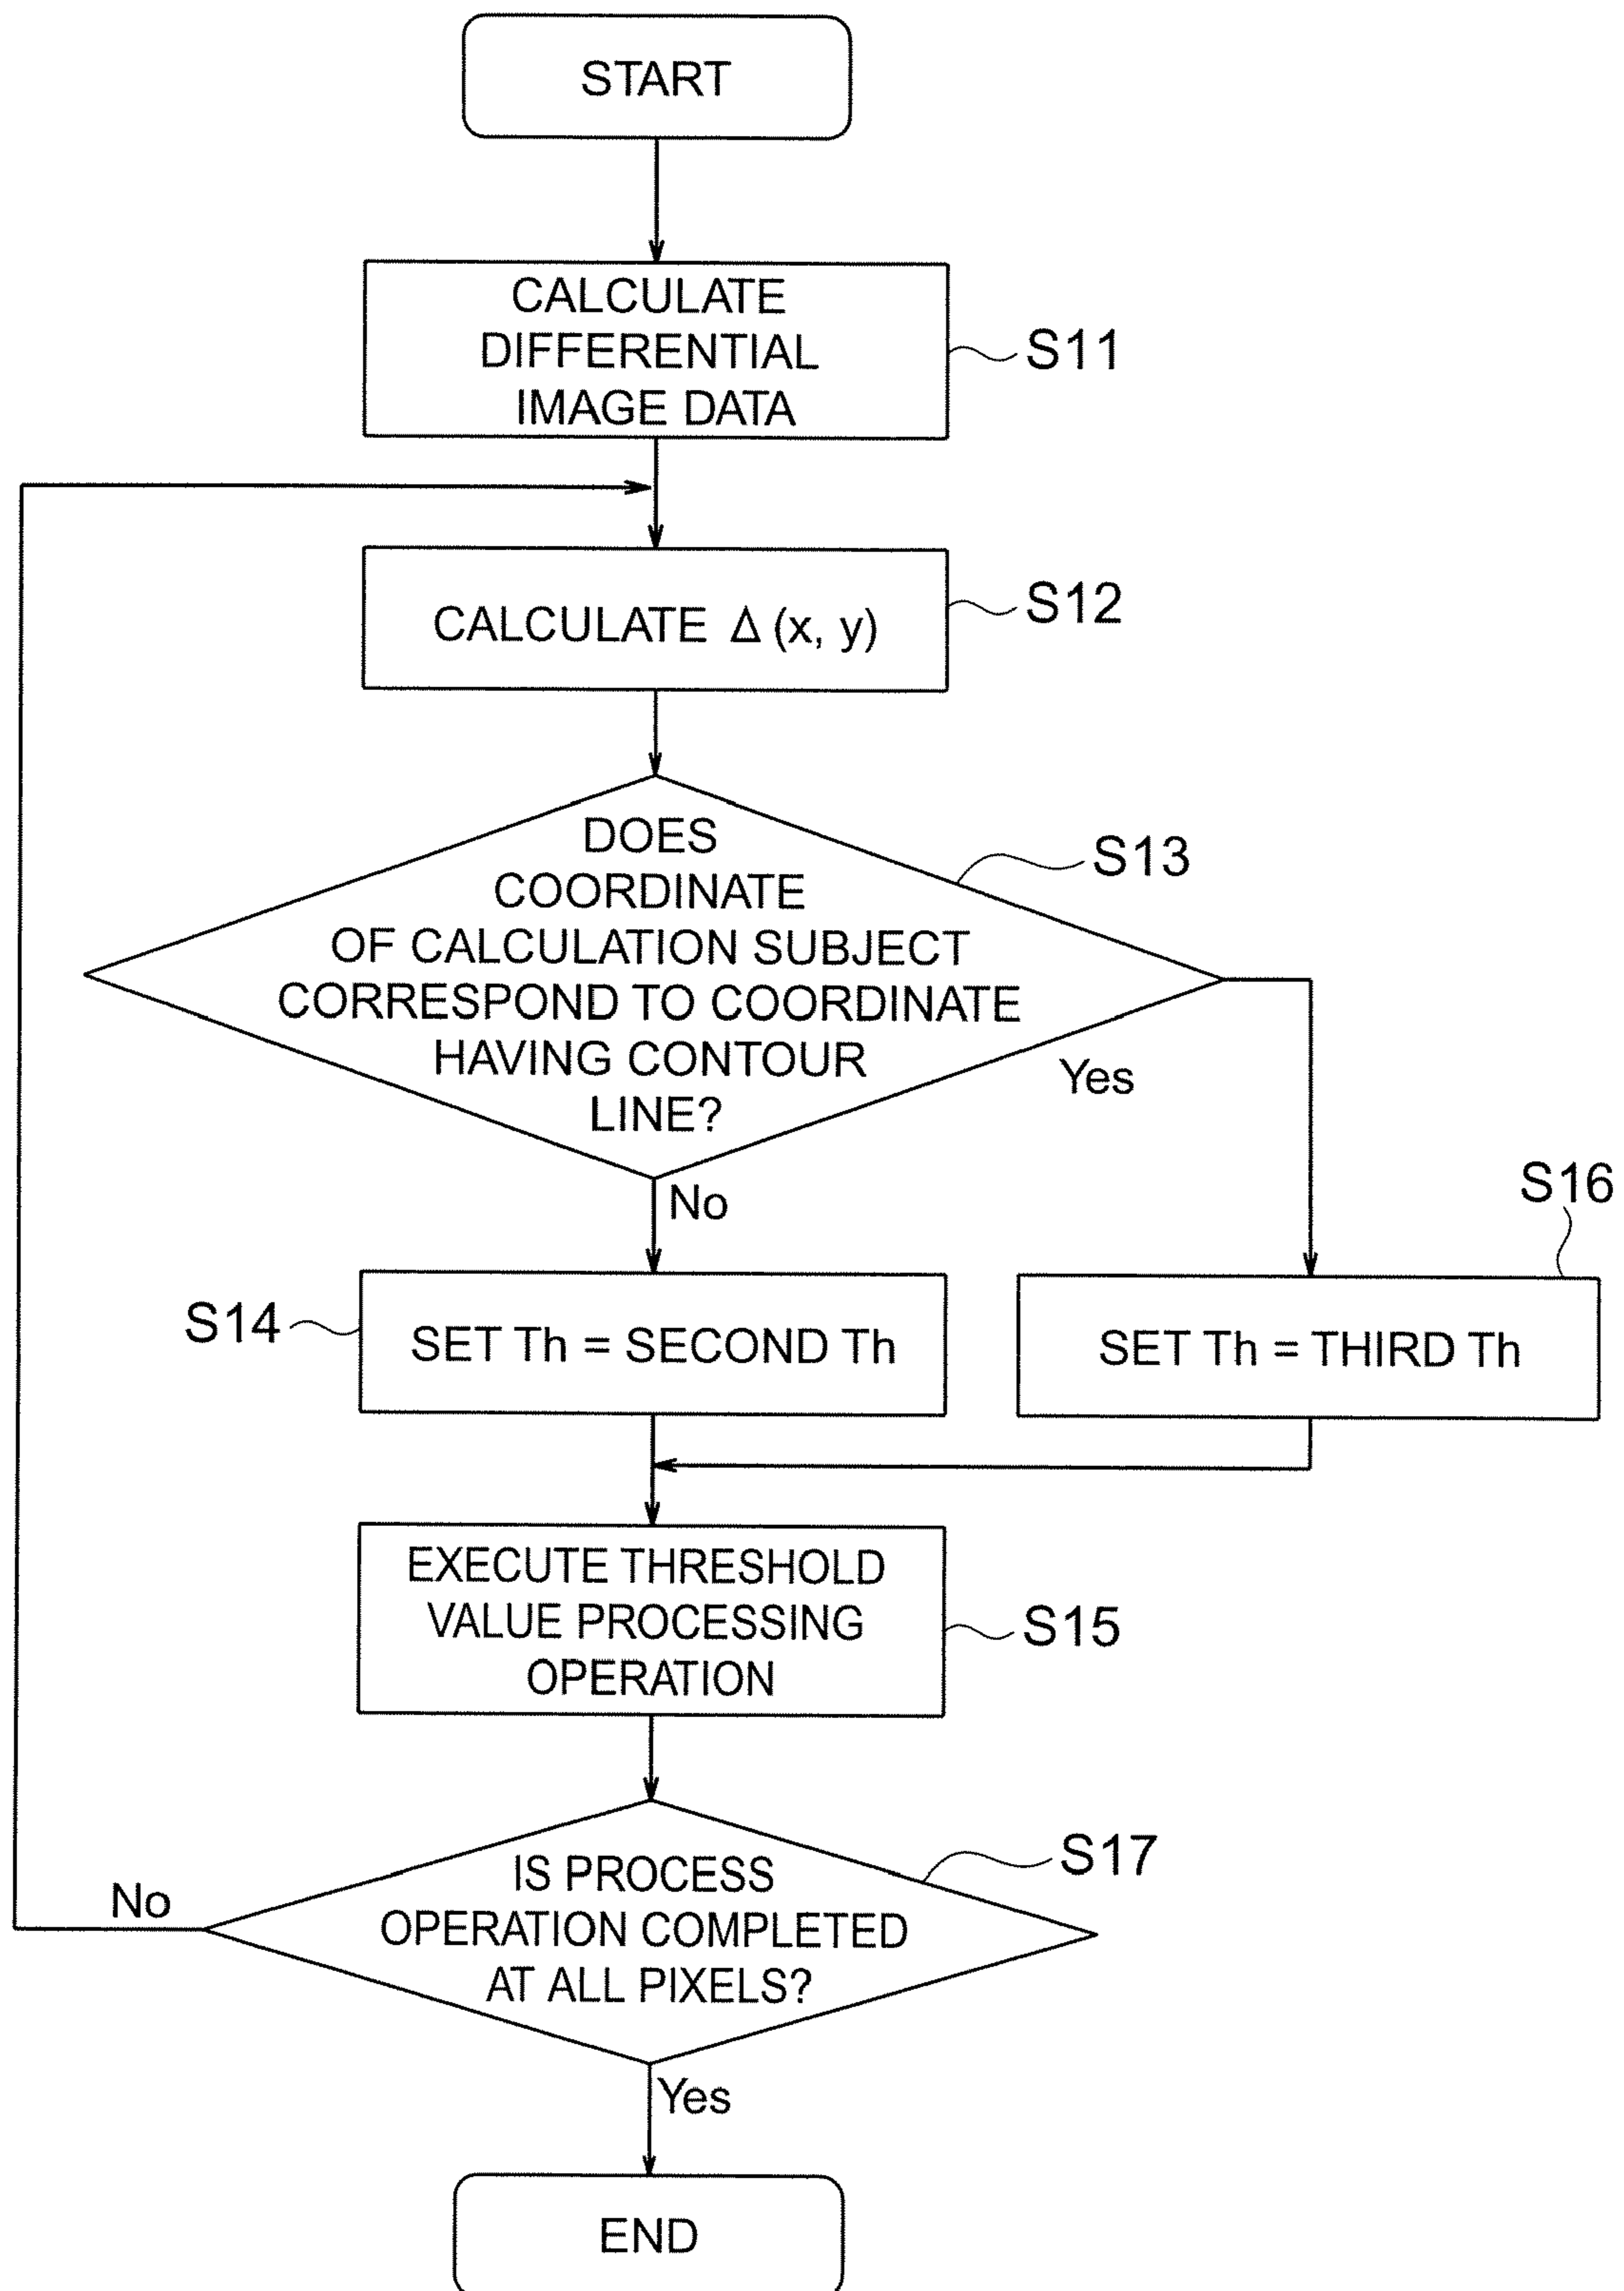 START
CALCULATE
DIFFERENTIAL
IMAGE DATA
S11
CALCULATE Δ (x, y)
S12
DOES
COORDINATE
OF CALCULATION SUBJECT
CORRESPOND TO COORDINATE
HAVING CONTOUR
LINE?
S13
Yes
No
S14
SET Th = SECOND Th
S16
SET Th = THIRD Th
EXECUTE THRESHOLD
VALUE PROCESSING
OPERATION
S15
IS PROCESS
OPERATION COMPLETED
AT ALL PIXELS?
S17
No
Yes
END